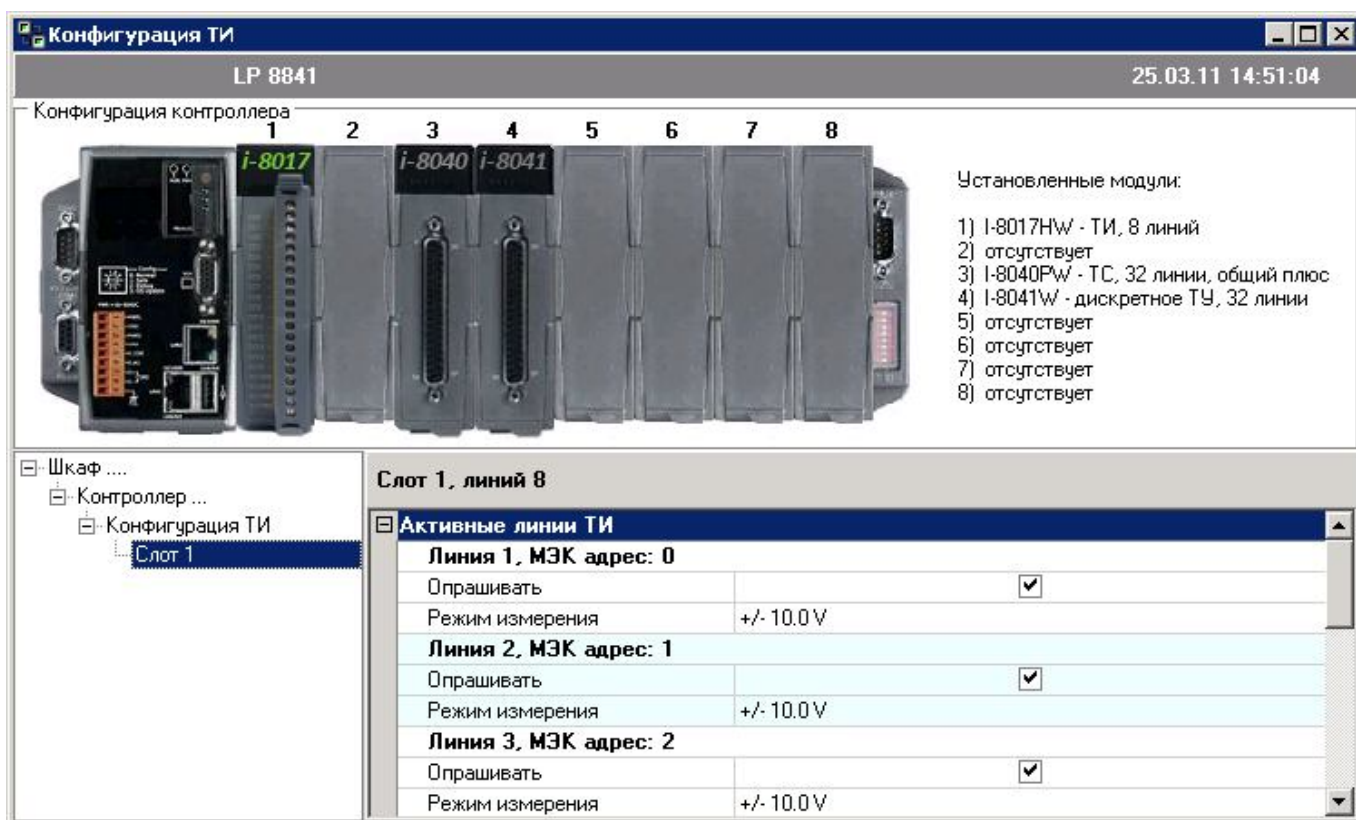 Конфигурация ТИ
LP 8841 25.03.11 14:51:04
Конфигурация контроллера
1 2 3 4 5 6 7 8
i-8017 i-8040 i-8041
Установленные модули:
1) I-8017HW - ТИ, 8 линий
2) отсутствует
3) I-8040PW - ТС, 32 линии, общий плюс
4) I-8041W - дискретное ТУ, 32 линии
5) отсутствует
6) отсутствует
7) отсутствует
8) отсутствует
Шкаф ....
Контроллер ...
Конфигурация ТИ
Слот 1
Слот 1, линий 8
Активные линии ТИ
Линия 1, МЭК адрес: 0
Опрашивать
Режим измерения +/- 10.0 V
Линия 2, МЭК адрес: 1
Опрашивать
Режим измерения +/- 10.0 V
Линия 3, МЭК адрес: 2
Опрашивать
Режим измерения +/- 10.0 V